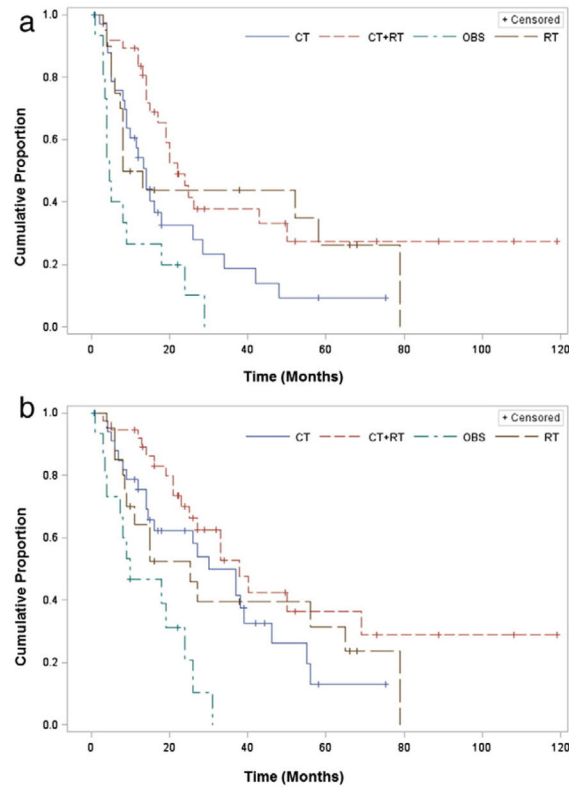 a
+ Censored
CT CT+RT OBS RT
1.0
0.8
0.6
0.4
0.2
0.0
Cumulative Proportion
0 20 40 60 80 100 120
Time (Months)
b
+ Censored
CT CT+RT OBS RT
1.0
0.8
0.6
0.4
0.2
0.0
Cumulative Proportion
0 20 40 60 80 100 120
Time (Months)